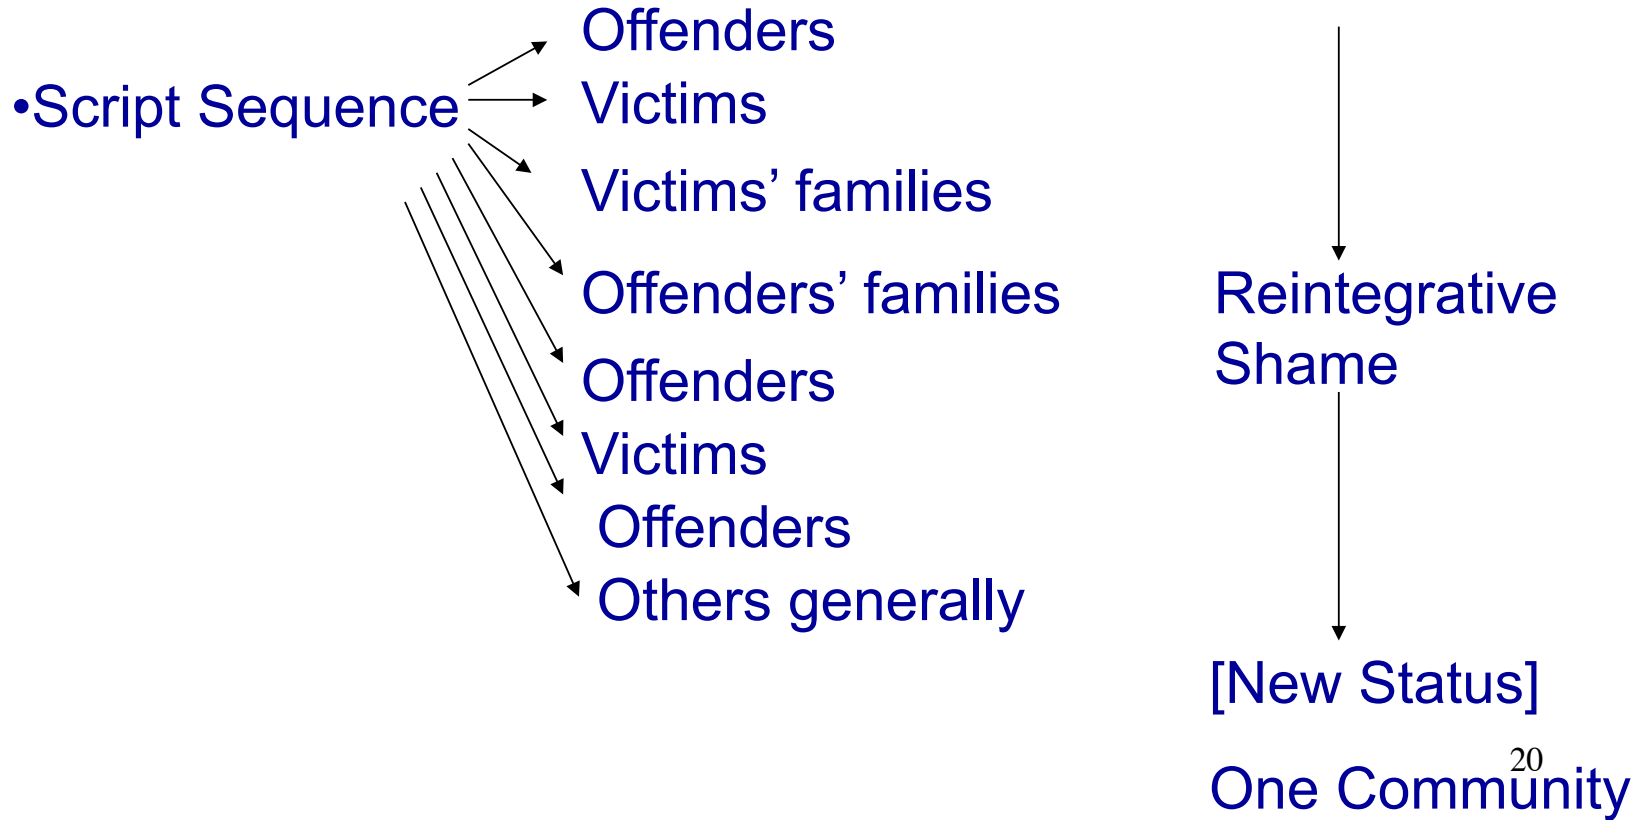 •Script Sequence
Offenders
Victims
Victims’ families
Offenders’ families
Offenders
Victims
Offenders
Others generally
Reintegrative
Shame
[New Status]
One Community
20